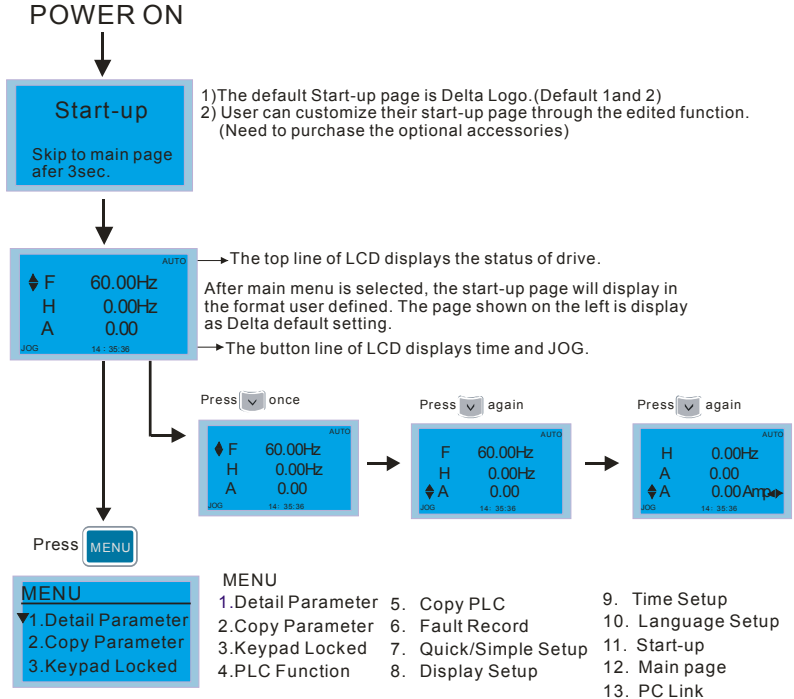 POWER ON
Start-up
Skip to main page
afer 3sec.
1)The default Start-up page is Delta Logo.(Default 1and 2)
2) User can customize their start-up page through the edited function.
(Need to purchase the optional accessories)
AUTO
F 60.00Hz
H 0.00Hz
A 0.00
JOG 14 : 35:36
The top line of LCD displays the status of drive.
After main menu is selected, the start-up page will display in
the format user defined. The page shown on the left is display
as Delta default setting.
The button line of LCD displays time and JOG.
Press once
AUTO
F 60.00Hz
H 0.00Hz
A 0.00
JOG 14: 35:36
Press again
AUTO
F 60.00Hz
H 0.00Hz
A 0.00
JOG 14: 35:36
Press again
AUTO
H 0.00Hz
A 0.00
A 0.00Amp
JOG 14: 35:36
Press MENU
MENU
1.Detail Parameter
2.Copy Parameter
3.Keypad Locked
MENU
1.Detail Parameter
2.Copy Parameter
3.Keypad Locked
4.PLC Function
5. Copy PLC
6. Fault Record
7. Quick/Simple Setup
8. Display Setup
9. Time Setup
10. Language Setup
11. Start-up
12. Main page
13. PC Link